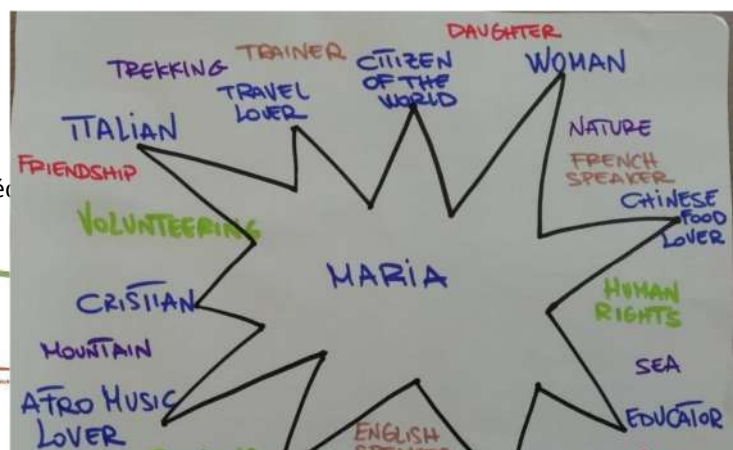 DAUGHTER
TRAINER
CITIZEN
OF THE
WORLD
WOMAN
TREKKING
TRAVEL
LOVER
ITALIAN
NATURE
FRIENDSHIP
FRENCH
SPEAKER
CHINESE
FOOD
LOVER
VOLUNTEERING
MARIA
CRISTIAN
HUMAN
RIGHTS
MOUNTAIN
SEA
AFRO MUSIC
LOVER
EDUCATOR
ENGLISH